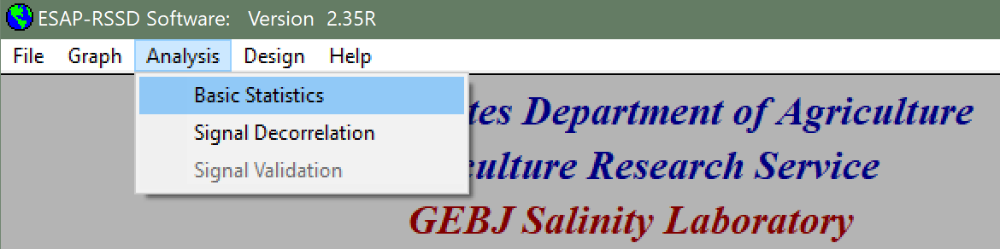 ESAP-RSSD Software: Version 2.35R
File Graph Analysis Design Help
Basic Statistics
Signal Decorrelation
Signal Validation
tes Department of Agriculture
culture Research Service
GEBJ Salinity Laboratory